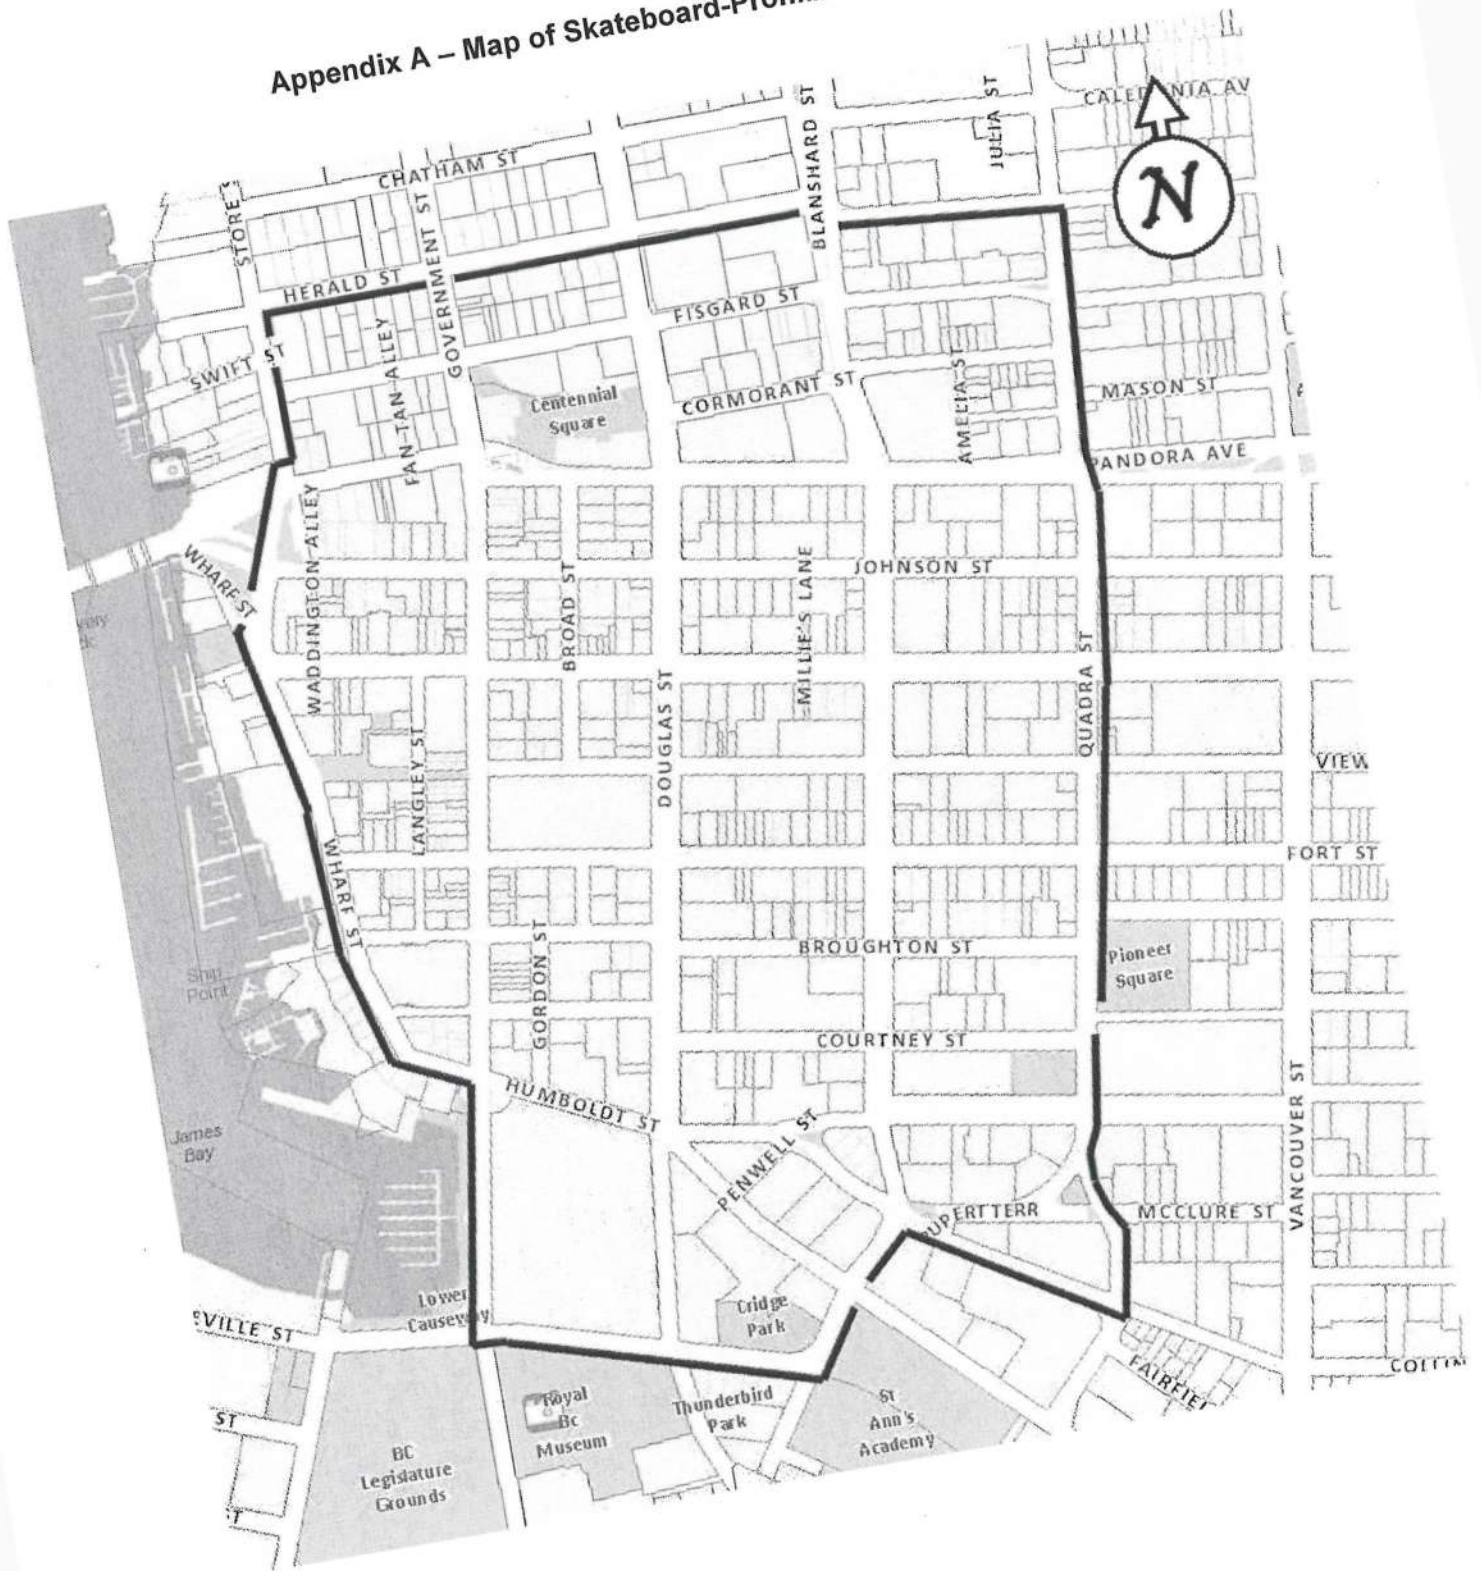 Appendix A – Map of
CALEDONIA AV
JULIA ST
BLANSHARD ST
CHATHAM ST
N
STORE
GOVERNMENT ST
HERALD ST
FISGARD ST
SWIFT ST
FAN TAN ALLEY
Centennial
Square
CORMORANT ST
AMELIA ST
MASON ST
PANDORA AVE
WADDINGTON ALLEY
WHARF ST
JOHNSON ST
BROAD ST
MILLIE'S LANE
QUADRA ST
DOUGLAS ST
LANGLEY ST
VIEW
FORT ST
WHARF ST
BROUGHTON ST
Pioneer
Square
Ship
Point
GORDON ST
COURTNEY ST
HUMBOLDT ST
VANCOUVER ST
James
Bay
PENWELL ST
TERR
MCCLURE ST
Lower
Causeway
Cridge
Park
ST
FAIRFIE
Royal
Bc
Museum
Thunderbird
Park
St
Ann's
Academy
ST
BC
Legislature
Grounds